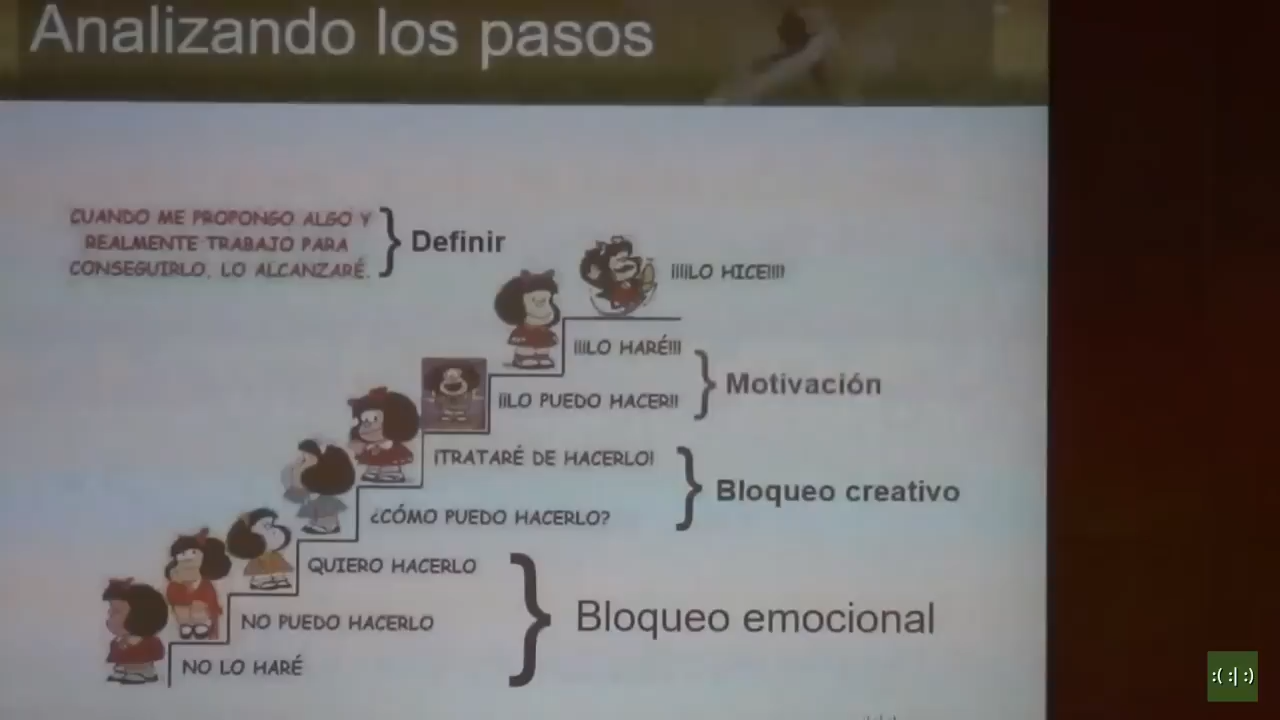 Analizando los pasos
CUANDO ME PROPONGO ALGO Y
REALMENTE TRABAJO PARA
CONSEGUIRLO, LO ALCANZARÉ.
Definir
¡¡¡¡LO HICE!!!!
¡¡¡LO HARÉ!!!
¡¡LO PUEDO HACER!!
Motivación
¡TRATARÉ DE HACERLO!
¿CÓMO PUEDO HACERLO?
Bloqueo creativo
QUIERO HACERLO
NO PUEDO HACERLO
NO LO HARÉ
Bloqueo emocional
:( :| :)